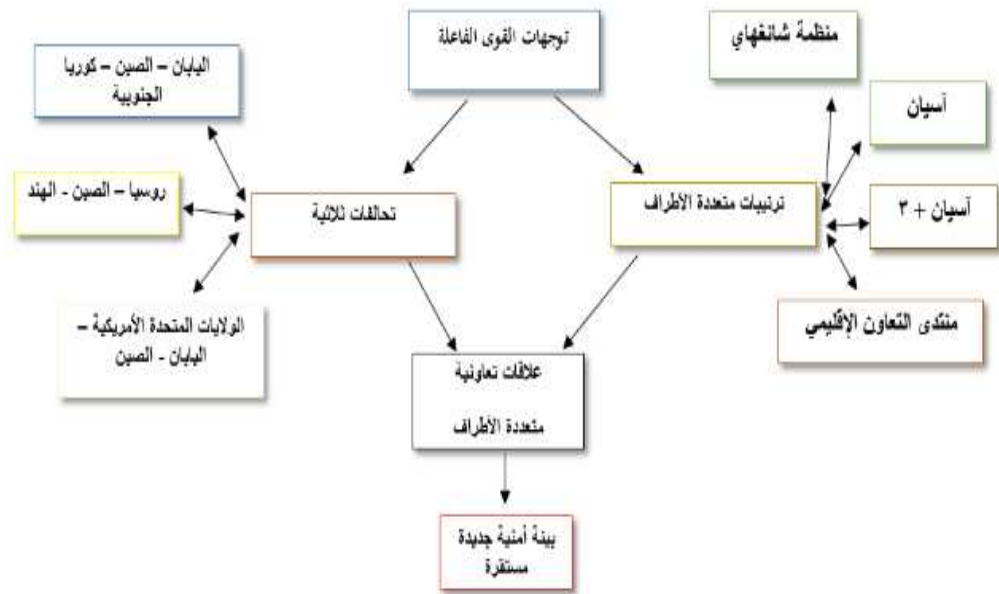 توجهات القوى الفاعلة
منظمة شانغهاي
اليابان – الصين – كوريا
الجنوبية
آسيان
روسيا – الصين - الهند
تحالفات ثلاثية
ترتيبات متعددة الأطراف
آسيان + ٣
الولايات المتحدة الأمريكية –
اليابان - الصين
منتدى التعاون الإقليمي
علاقات تعاونية
متعددة الأطراف
بيئة أمنية جديدة
مستقرة